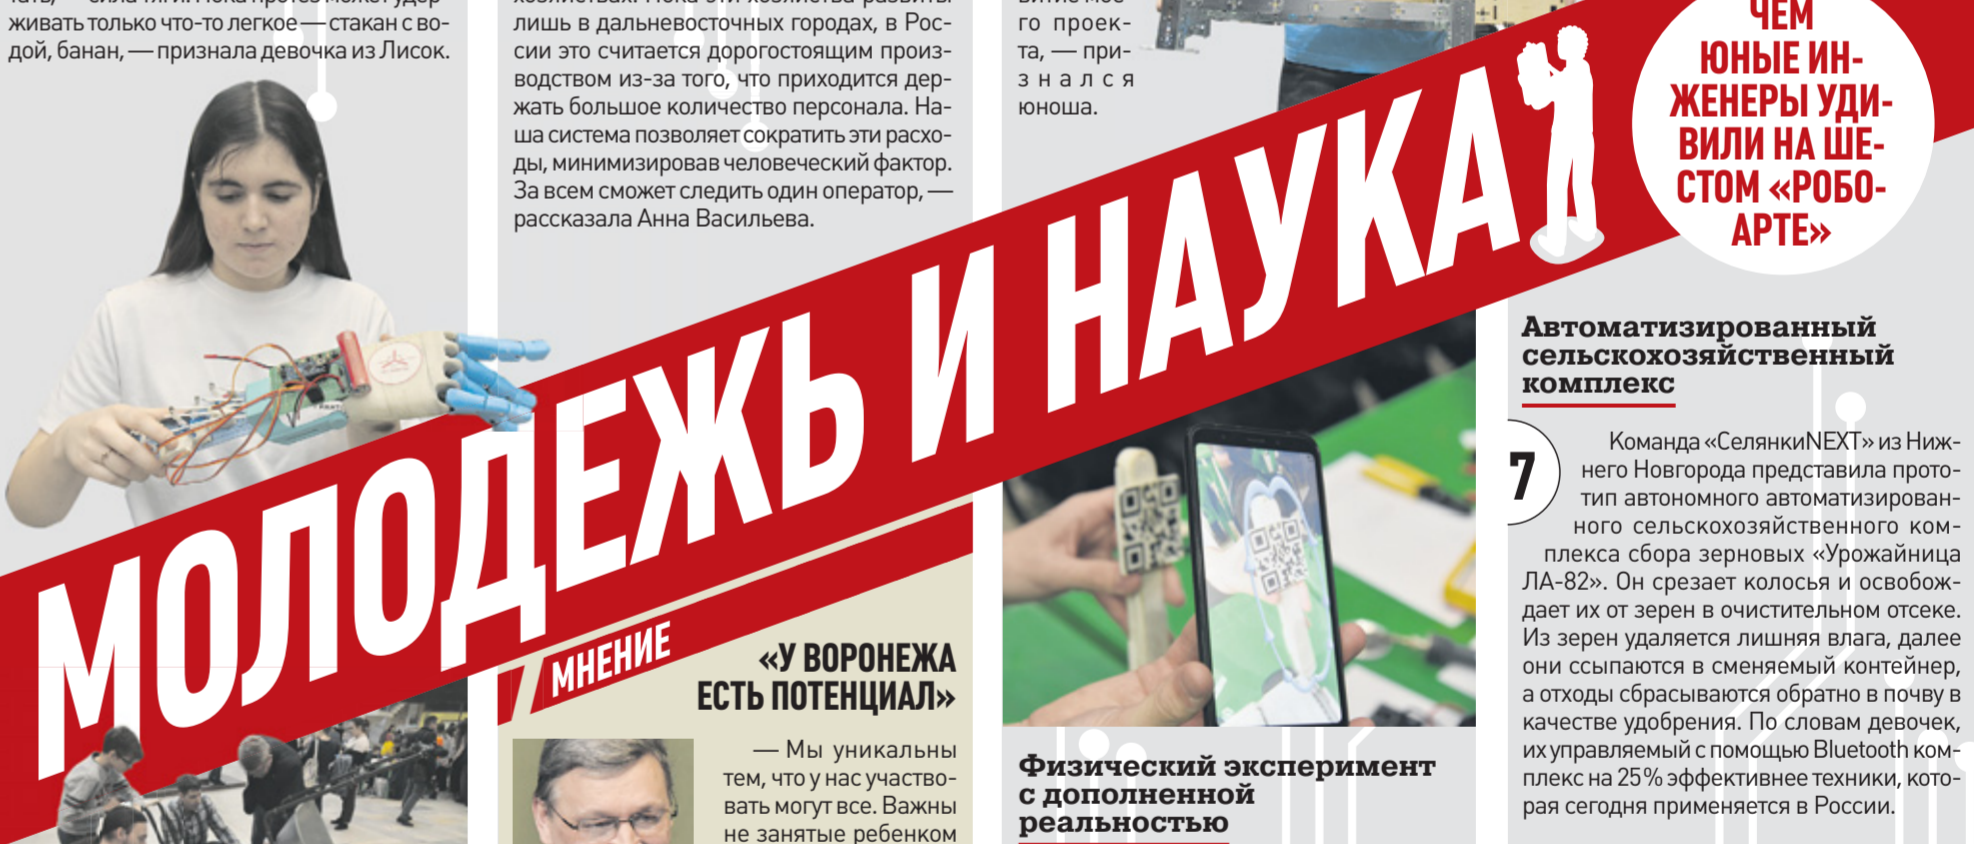 живать только что-то легкое — стакан с во-
дой, банан, — признала девочка из Лисок.
лишь в дальневосточных городах, в Рос-
сии это считается дорогостоящим произ-
водством из-за того, что приходится дер-
жать большое количество персонала. На-
ша система позволяет сократить эти расхо-
ды, минимизировав человеческий фактор.
За всем сможет следить один оператор, —
рассказала Анна Васильева.
го проек-
та, — при-
знался
юноша.
МОЛОДЕЖЬ И НАУКА
ЧЕМ
ЮНЫЕ ИН-
ЖЕНЕРЫ УДИ-
ВИЛИ НА ШЕ-
СТОМ «РОБО-
АРТЕ»
МНЕНИЕ
«У ВОРОНЕЖА
ЕСТЬ ПОТЕНЦИАЛ»
— Мы уникальны
тем, что у нас участво-
вать могут все. Важны
не занятые ребенком
Физический эксперимент
с дополненной
реальностью
Автоматизированный
сельскохозяйственный
комплекс
7
Команда «СелянкиNEXT» из Ниж-
него Новгорода представила прото-
тип автономного автоматизирован-
ного сельскохозяйственного ком-
плекса сбора зерновых «Урожайница
ЛА-82». Он срезает колосья и освобож-
дает их от зерен в очистительном отсеке.
Из зерен удаляется лишняя влага, далее
они ссыпаются в сменяемый контейнер,
а отходы сбрасываются обратно в почву в
качестве удобрения. По словам девочек,
их управляемый с помощью Bluetooth ком-
плекс на 25% эффективнее техники, кото-
рая сегодня применяется в России.